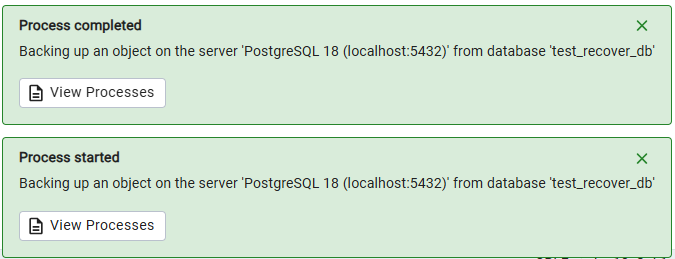 Process completed
Backing up an object on the server 'PostgreSQL 18 (localhost:5432)' from database 'test_recover_db'
View Processes
Process started
Backing up an object on the server 'PostgreSQL 18 (localhost:5432)' from database 'test_recover_db'
View Processes